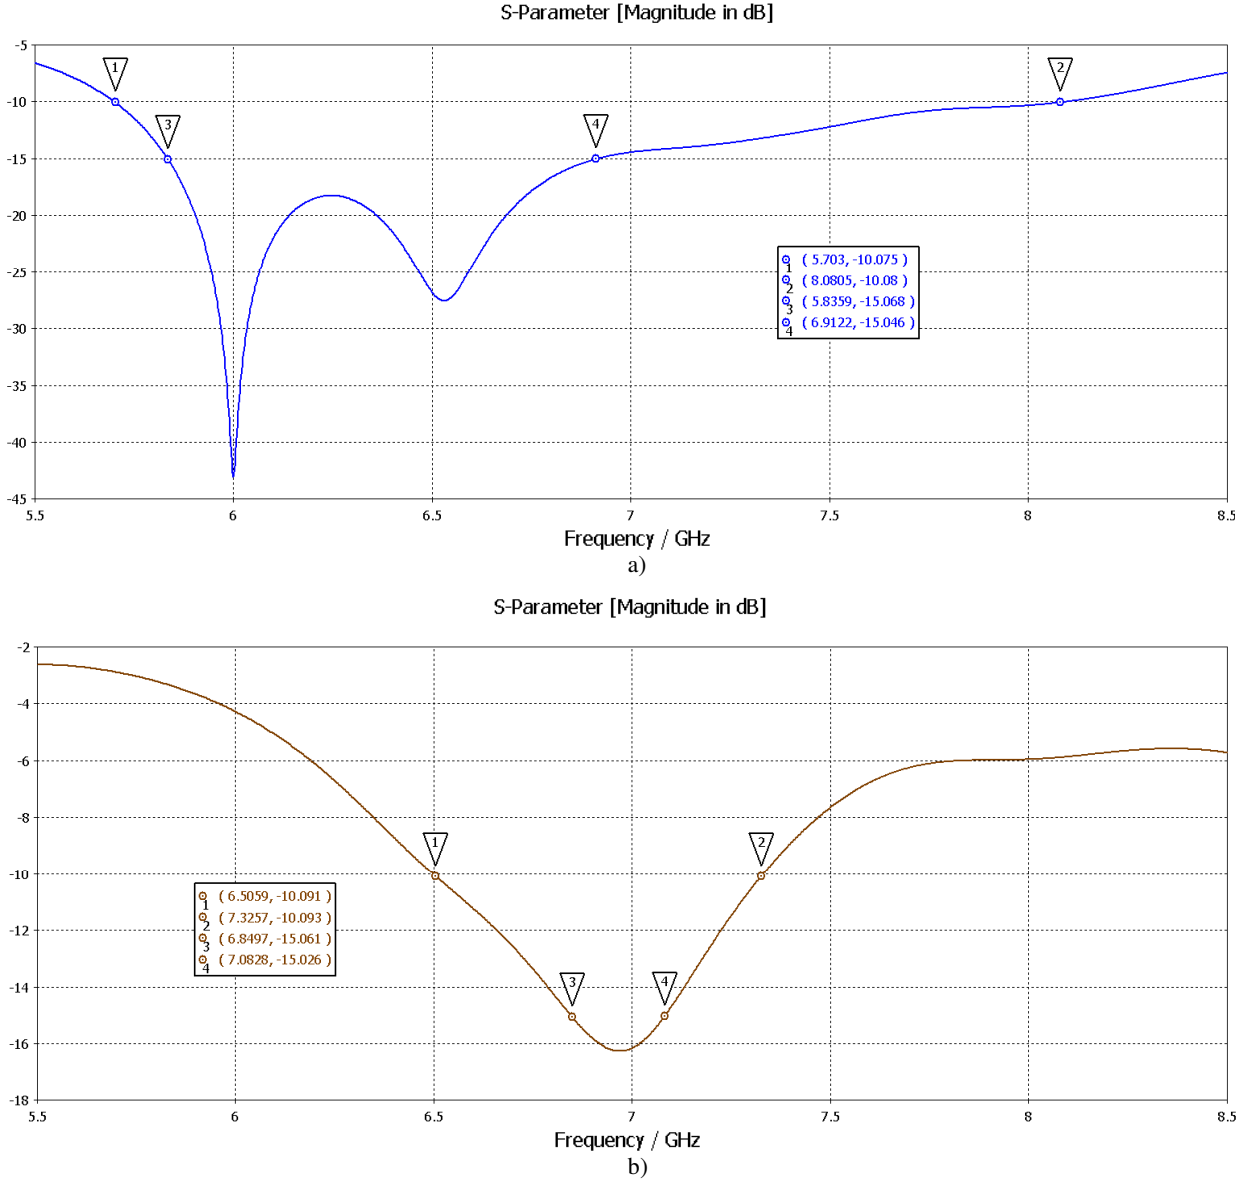 S-Parameter [Magnitude in dB]
-5
-10
-15
-20
-25
-30
-35
-40
-45
1
2
3
4
1 ( 5.703, -10.075 )
2 ( 8.0805, -10.08 )
3 ( 5.8359, -15.068 )
4 ( 6.9122, -15.046 )
5.5 6 6.5 7 7.5 8 8.5
Frequency / GHz
a)
S-Parameter [Magnitude in dB]
-2
-4
-6
-8
-10
-12
-14
-16
-18
1
2
3
4
1 ( 6.5059, -10.091 )
2 ( 7.3257, -10.093 )
3 ( 6.8497, -15.061 )
4 ( 7.0828, -15.026 )
5.5 6 6.5 7 7.5 8 8.5
Frequency / GHz
b)